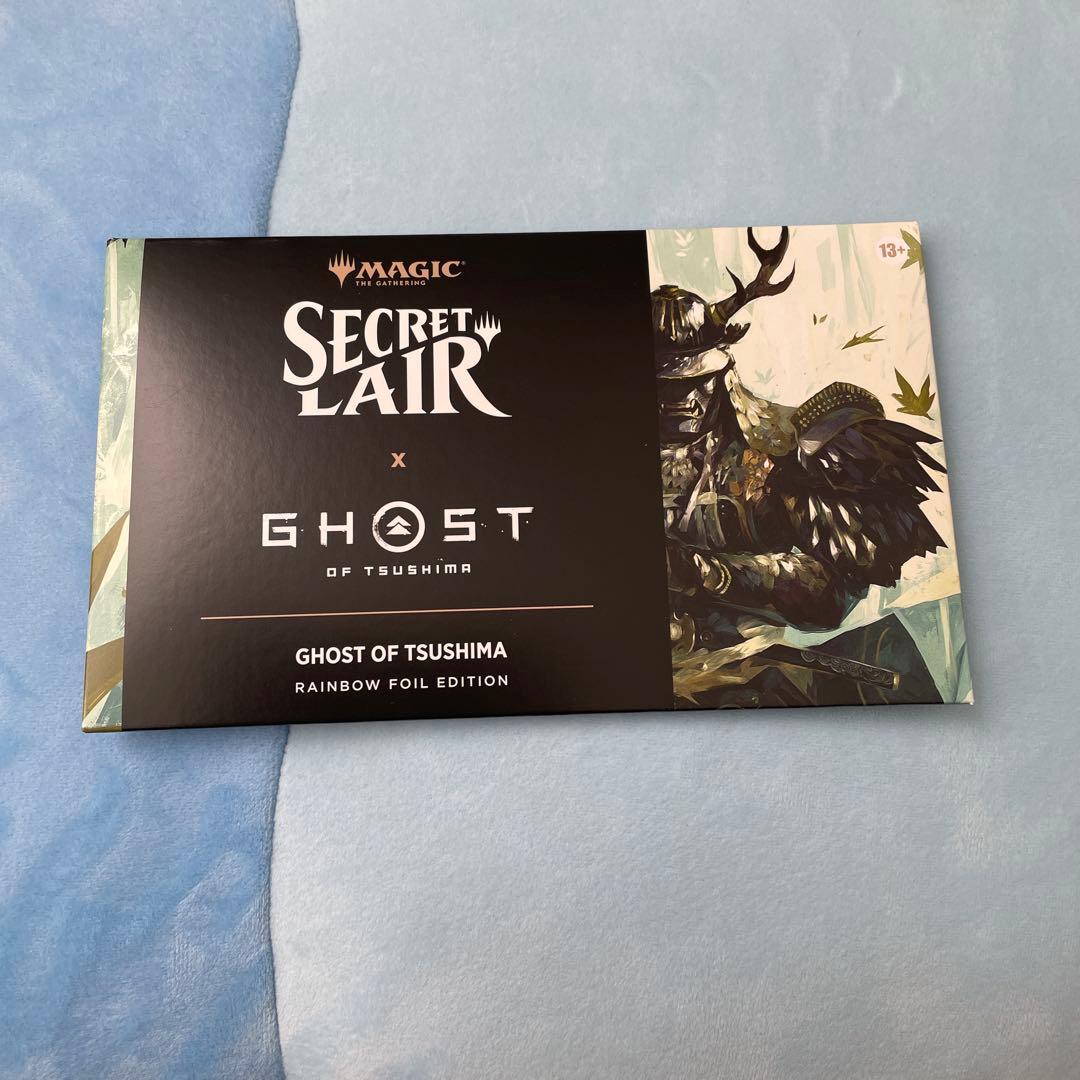 MAGIC®
THE GATHERING
SECRET
LAIR
X
GHOST
OF TSUSHIMA
GHOST OF TSUSHIMA
RAINBOW FOIL EDITION
13+